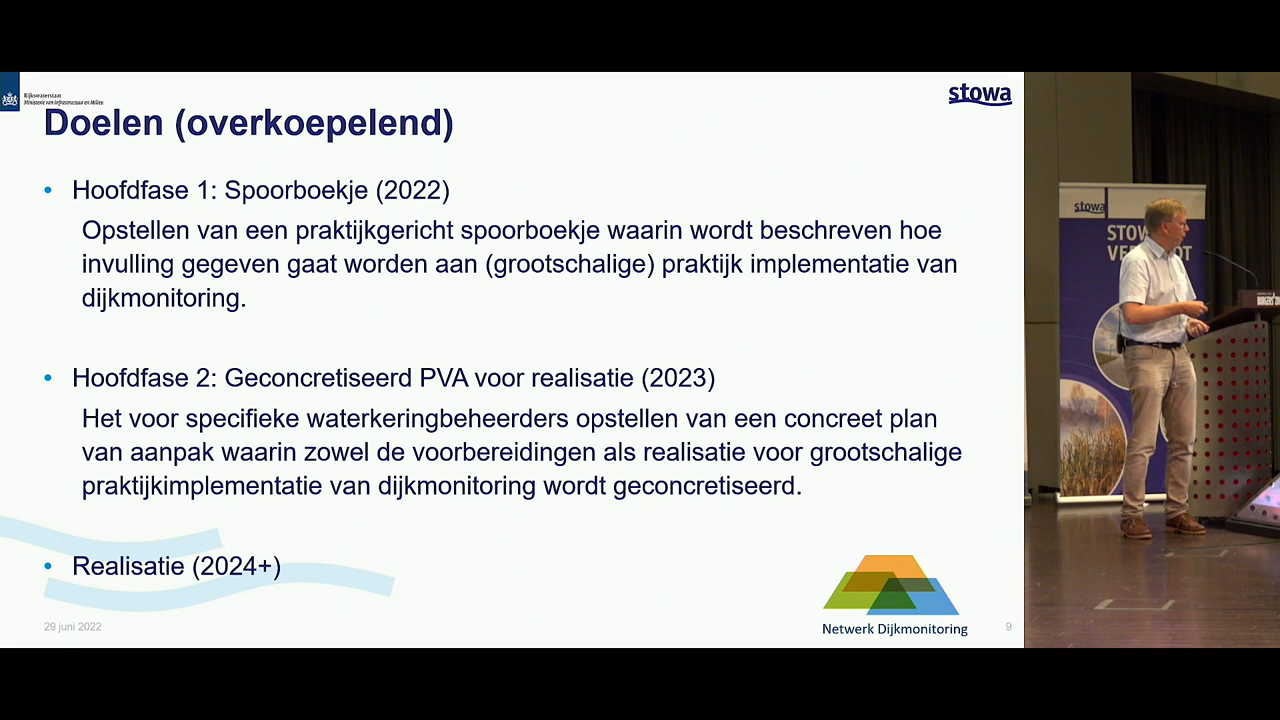 Rijkswaterstaat
Ministerie van Infrastructuur en Milieu
stowa
Doelen (overkoepelend)
• Hoofdfase 1: Spoorboekje (2022)
Opstellen van een praktijkgericht spoorboekje waarin wordt beschreven hoe
invulling gegeven gaat worden aan (grootschalige) praktijk implementatie van
dijkmonitoring.
• Hoofdfase 2: Geconcretiseerd PVA voor realisatie (2023)
Het voor specifieke waterkeringbeheerders opstellen van een concreet plan
van aanpak waarin zowel de voorbereidingen als realisatie voor grootschalige
praktijkimplementatie van dijkmonitoring wordt geconcretiseerd.
• Realisatie (2024+)
29 juni 2022
Netwerk Dijkmonitoring
9
stowa